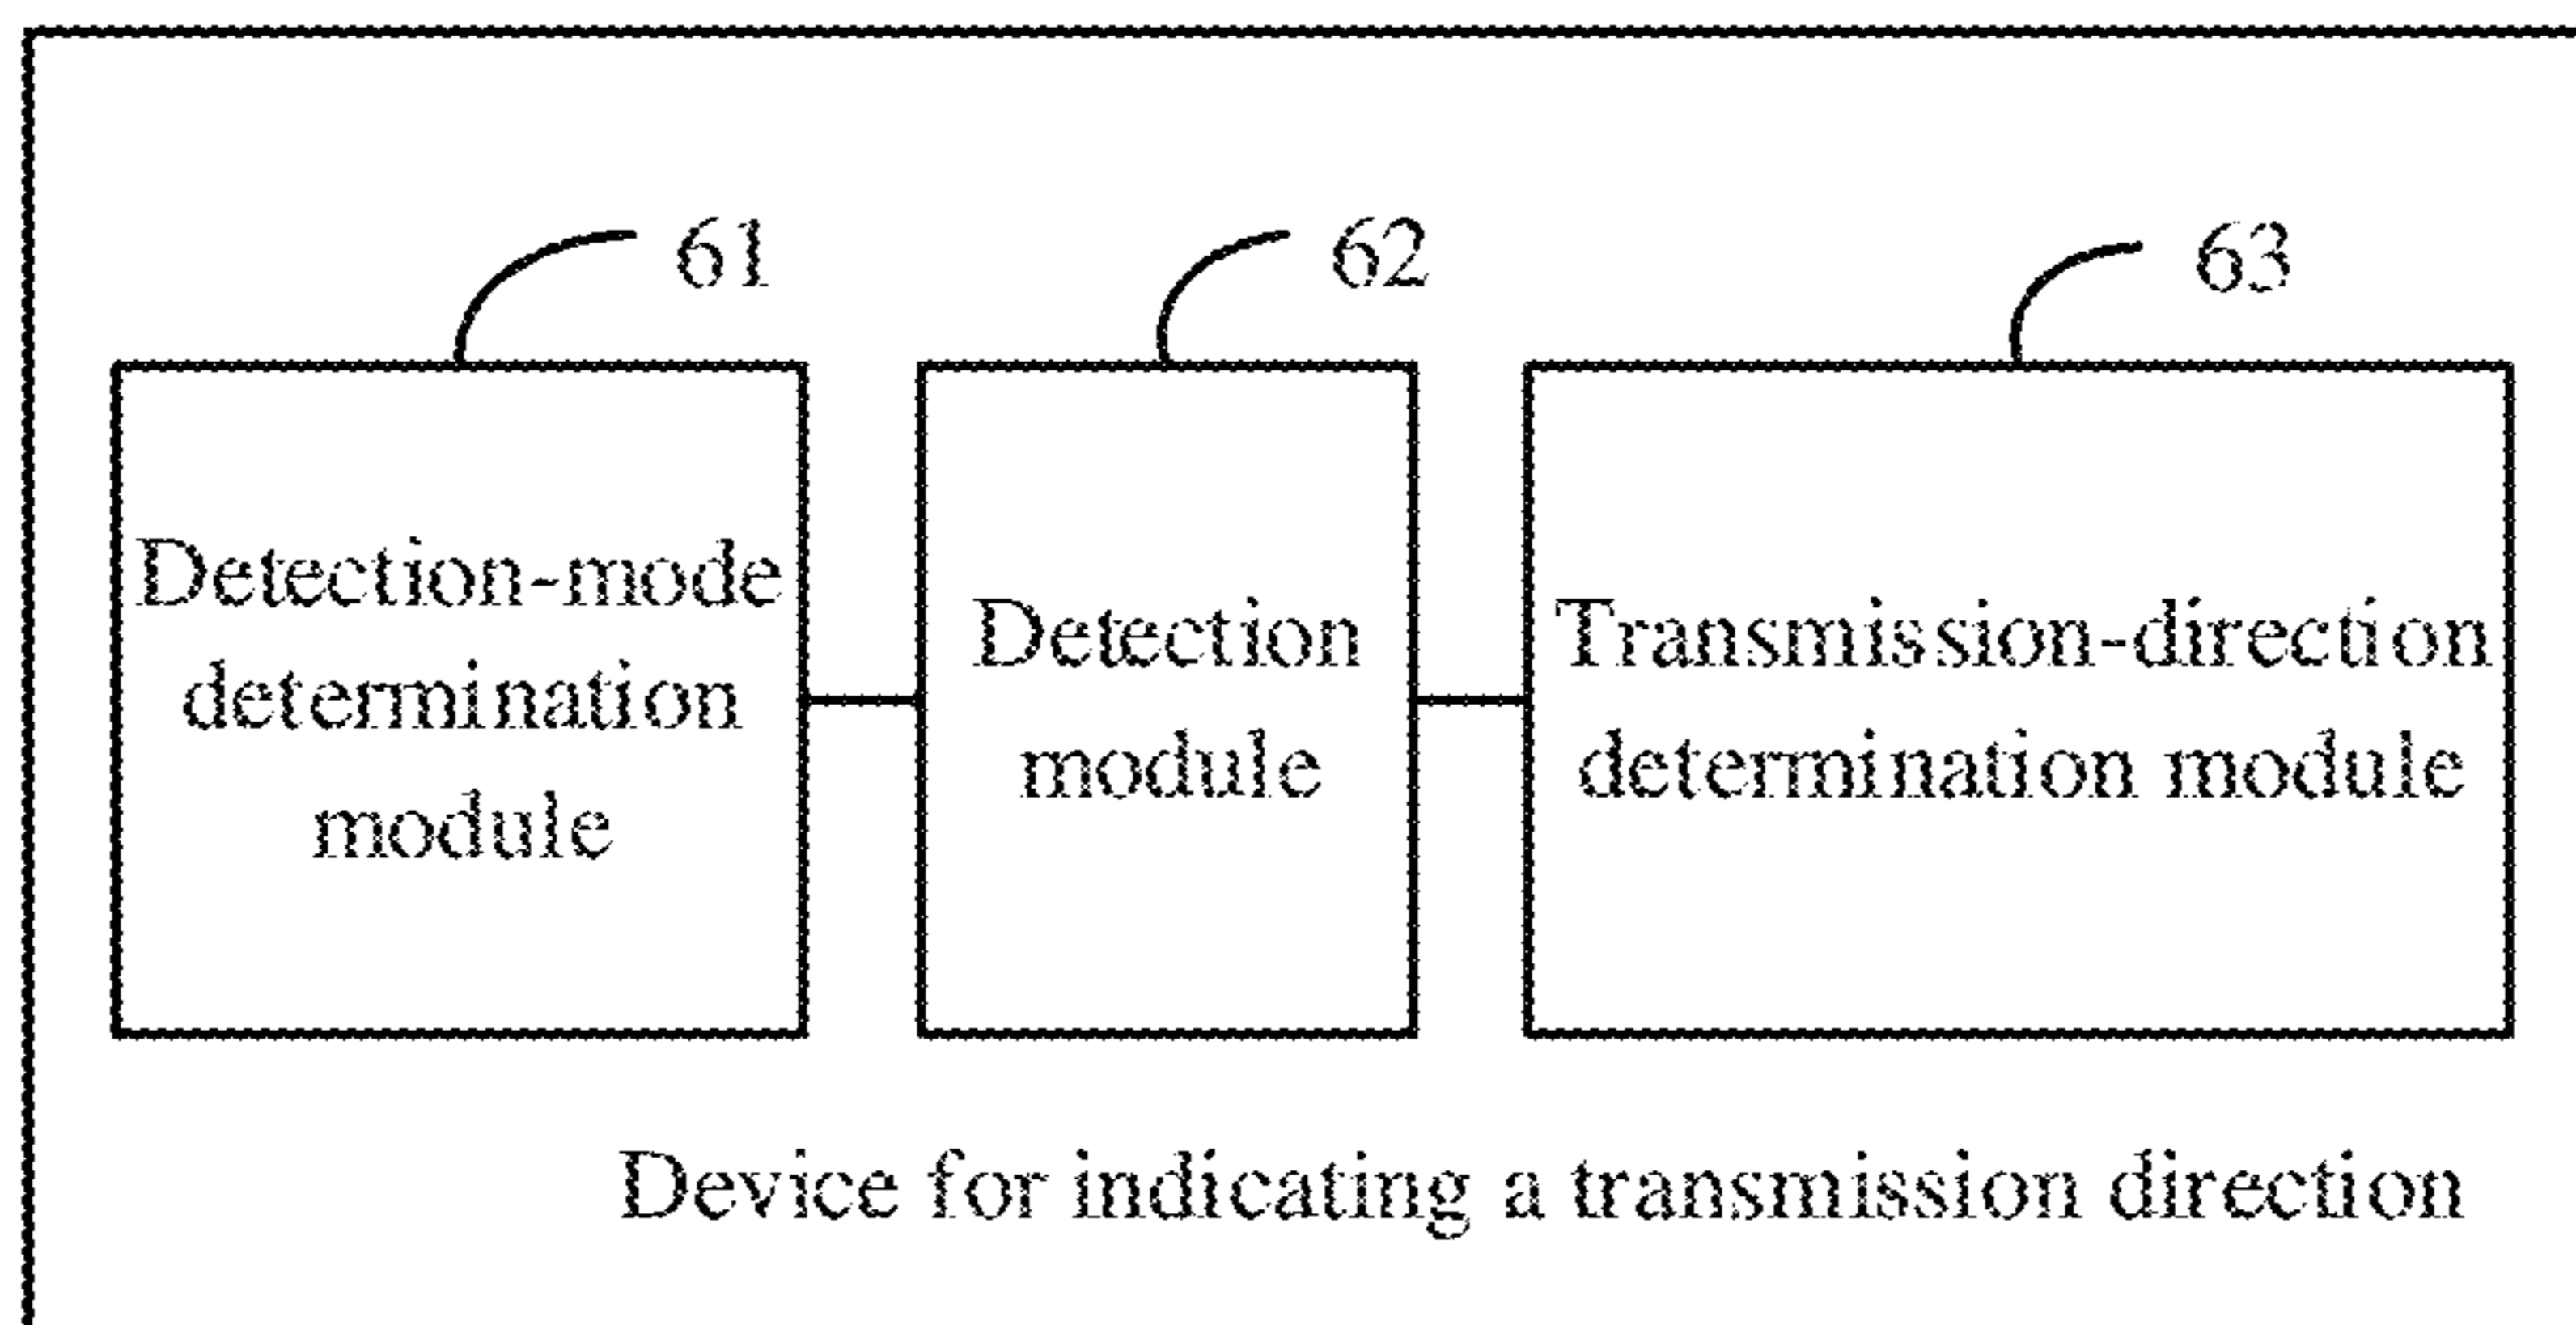 61
62
63
Detection-mode
determination
module
Detection
module
Transmission-direction
determination module
Device for indicating a transmission direction